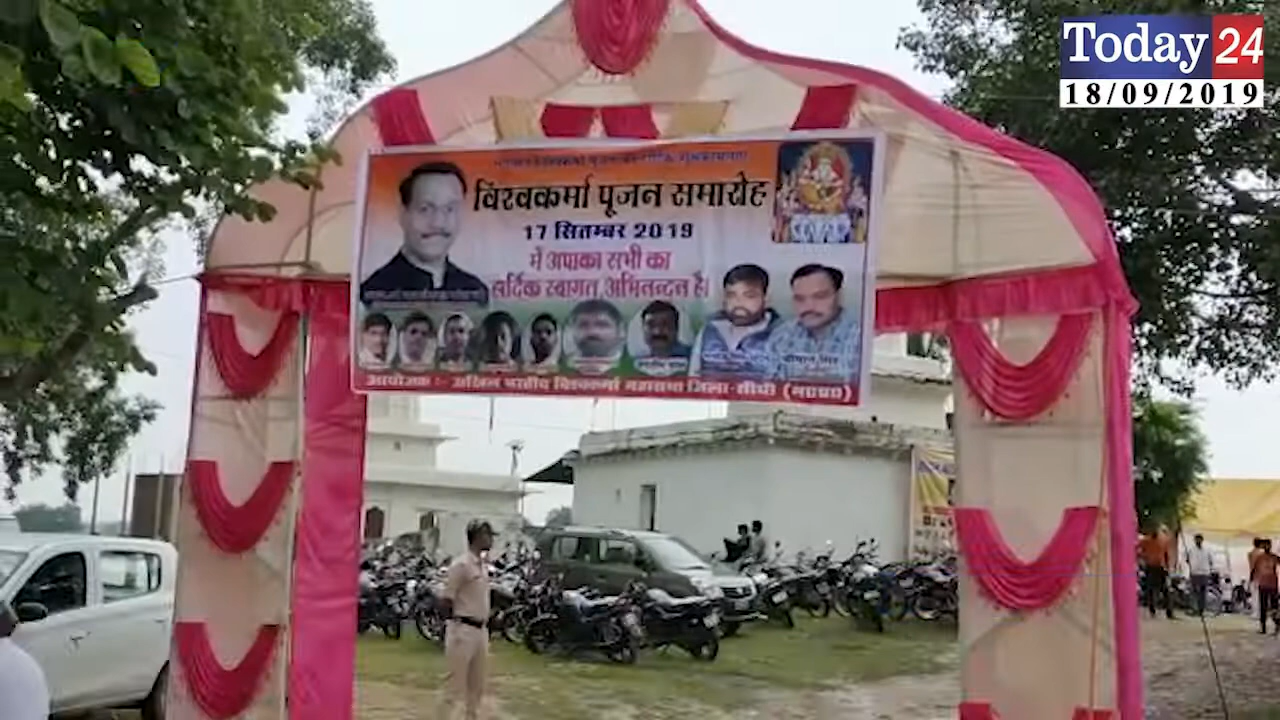 Today 24
18/09/2019
विश्वकर्मा पूजन समारोह
17 सितम्बर 2019
में अपाका सभी का
हार्दिक स्वागत अभिनन्दन है।
आयोजक :- अखिल भारतीय विश्वकर्मा महासभा जिला-सीधी (म०प्र०)